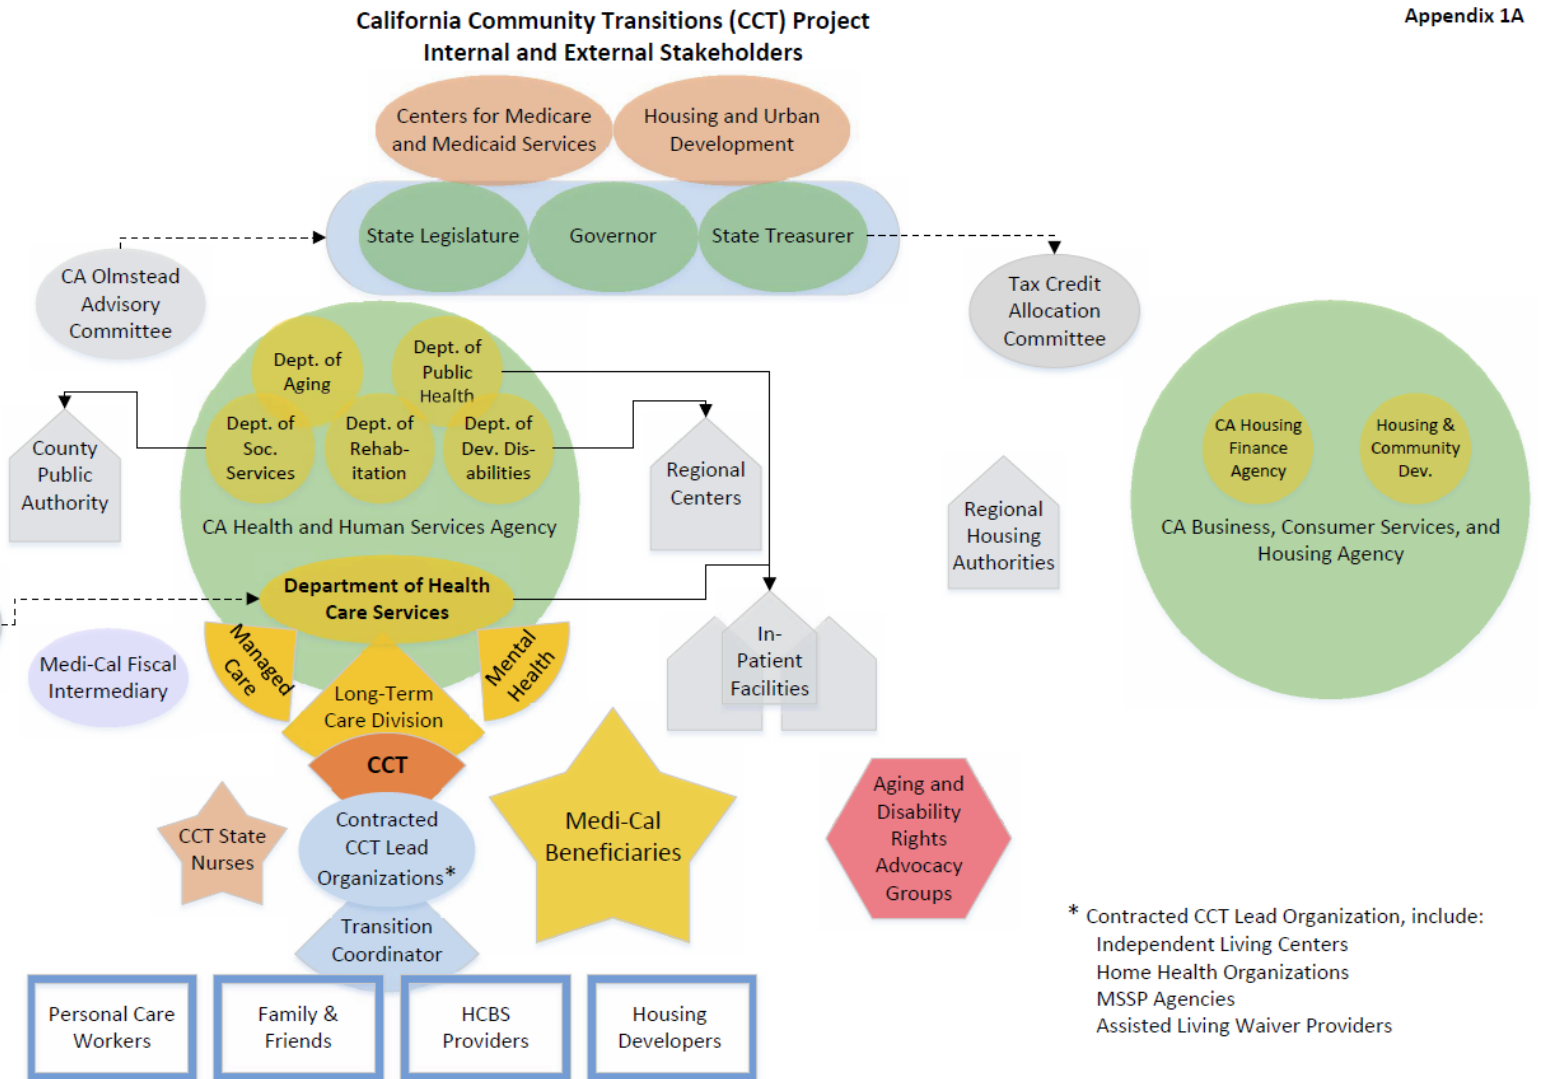 California Community Transitions (CCT) Project
Internal and External Stakeholders
Appendix 1A
Centers for Medicare
and Medicaid Services
Housing and Urban
Development
State Legislature
Governor
State Treasurer
CA Olmstead
Advisory
Committee
Tax Credit
Allocation
Committee
Dept. of
Aging
Dept. of
Public
Health
Dept. of
Soc.
Services
Dept. of
Rehab-
itation
Dept. of
Dev. Dis-
abilities
CA Health and Human Services Agency
County
Public
Authority
Regional
Centers
Regional
Housing
Authorities
CA Housing
Finance
Agency
Housing &
Community
Dev.
CA Business, Consumer Services, and
Housing Agency
Department of Health
Care Services
Medi-Cal Fiscal
Intermediary
Managed
Care
Long-Term
Care Division
Mental
Health
In-
Patient
Facilities
CCT
CCT State
Nurses
Contracted
CCT Lead
Organizations*
Medi-Cal
Beneficiaries
Aging and
Disability
Rights
Advocacy
Groups
Transition
Coordinator
* Contracted CCT Lead Organization, include:
Independent Living Centers
Home Health Organizations
MSSP Agencies
Assisted Living Waiver Providers
Personal Care
Workers
Family &
Friends
HCBS
Providers
Housing
Developers